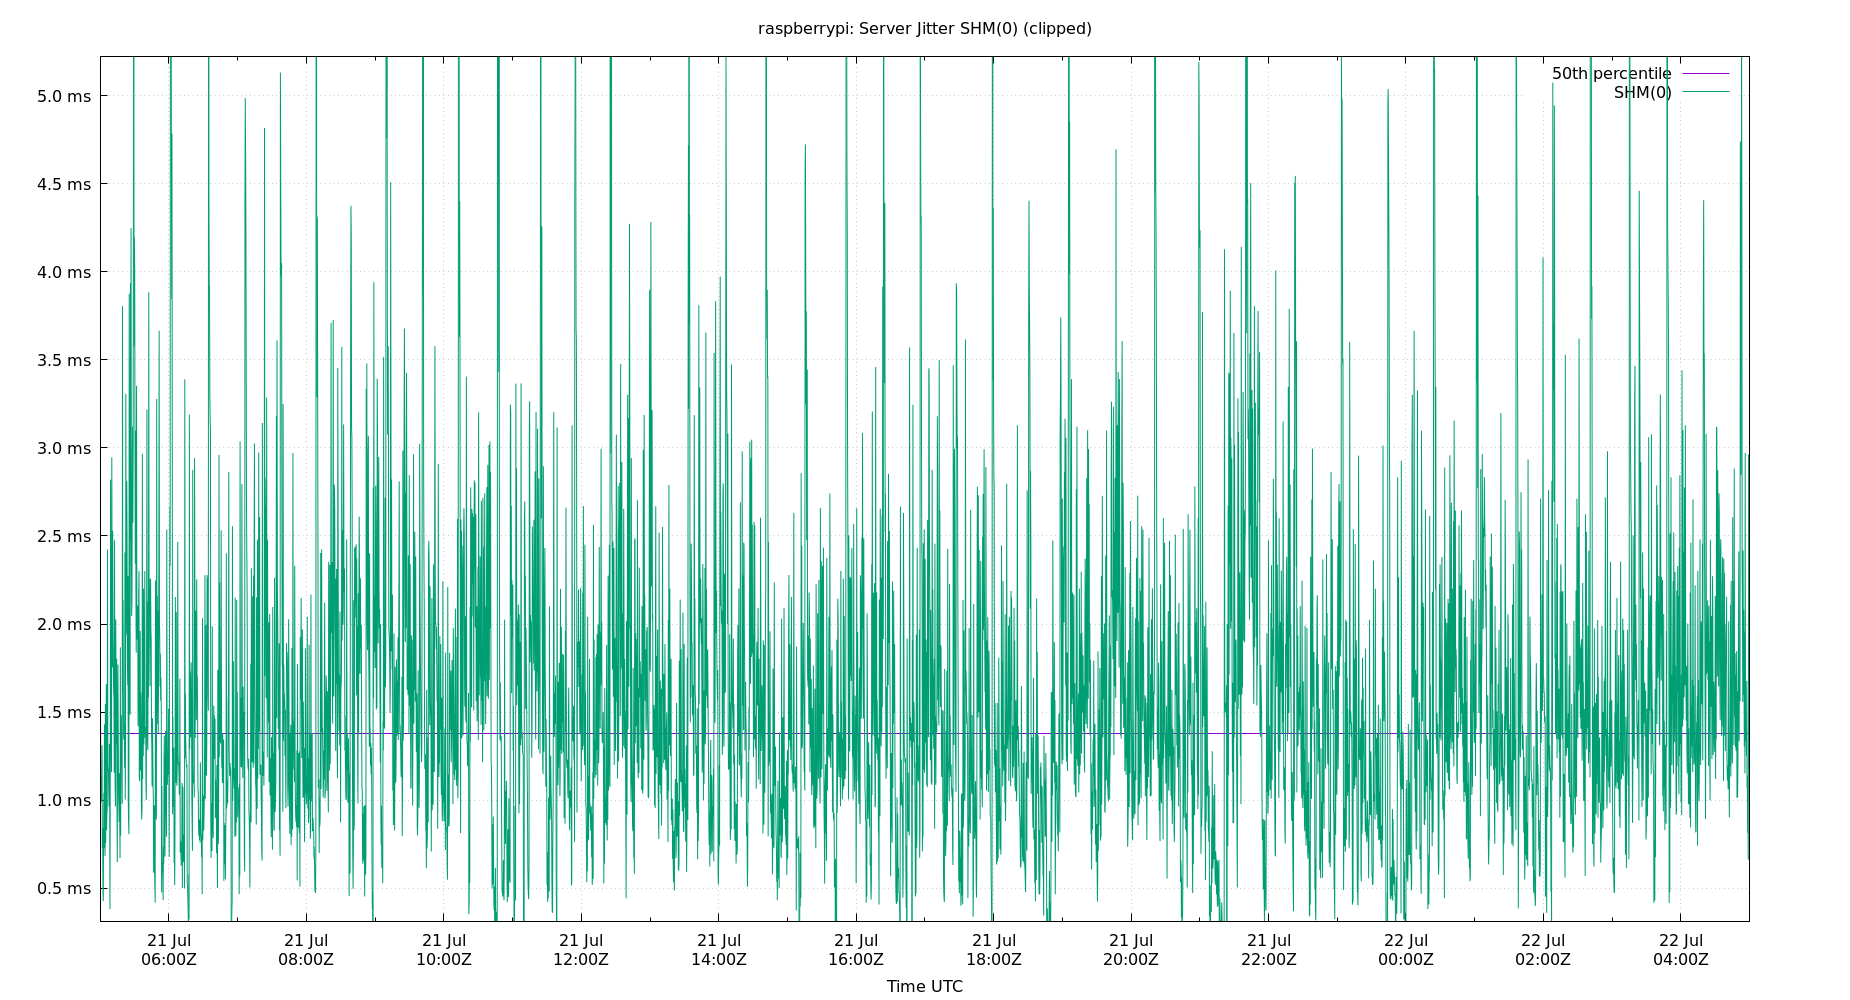 raspberrypi: Server Jitter SHM(0) (clipped)
50th percentile
SHM(0)
5.0 ms
4.5 ms
4.0 ms
3.5 ms
3.0 ms
2.5 ms
2.0 ms
1.5 ms
1.0 ms
0.5 ms
21 Jul 21 Jul 21 Jul 21 Jul 21 Jul 21 Jul 21 Jul 21 Jul 21 Jul 22 Jul 22 Jul 22 Jul
06:00Z 08:00Z 10:00Z 12:00Z 14:00Z 16:00Z 18:00Z 20:00Z 22:00Z 00:00Z 02:00Z 04:00Z
Time UTC